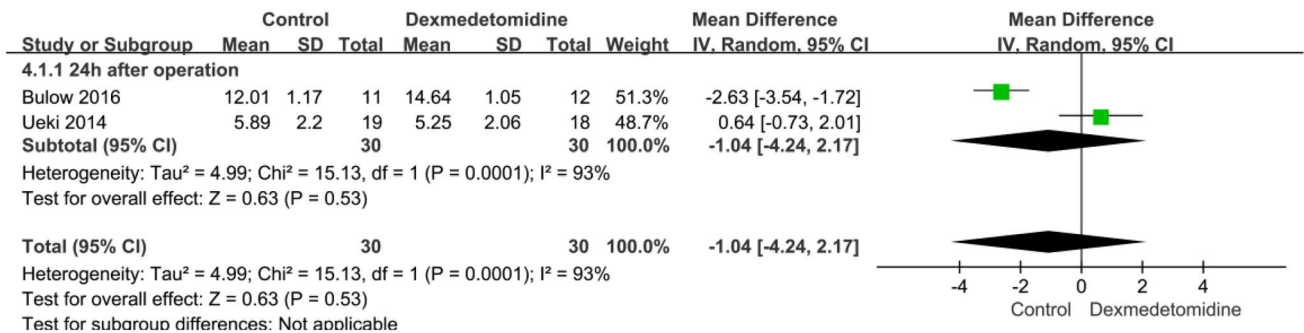 Control Dexmedetomidine Mean Difference Mean Difference
Study or Subgroup Mean SD Total Mean SD Total Weight IV, Random, 95% CI IV, Random, 95% CI
4.1.1 24h after operation
Bulow 2016 12.01 1.17 11 14.64 1.05 12 51.3% -2.63 [-3.54, -1.72]
Ueki 2014 5.89 2.2 19 5.25 2.06 18 48.7% 0.64 [-0.73, 2.01]
Subtotal (95% CI) 30 30 100.0% -1.04 [-4.24, 2.17]
Heterogeneity: Tau² = 4.99; Chi² = 15.13, df = 1 (P = 0.0001); I² = 93%
Test for overall effect: Z = 0.63 (P = 0.53)
Total (95% CI) 30 30 100.0% -1.04 [-4.24, 2.17]
Heterogeneity: Tau² = 4.99; Chi² = 15.13, df = 1 (P = 0.0001); I² = 93%
Test for overall effect: Z = 0.63 (P = 0.53)
Test for subgroup differences: Not applicable
-4 -2 0 2 4
Control Dexmedetomidine